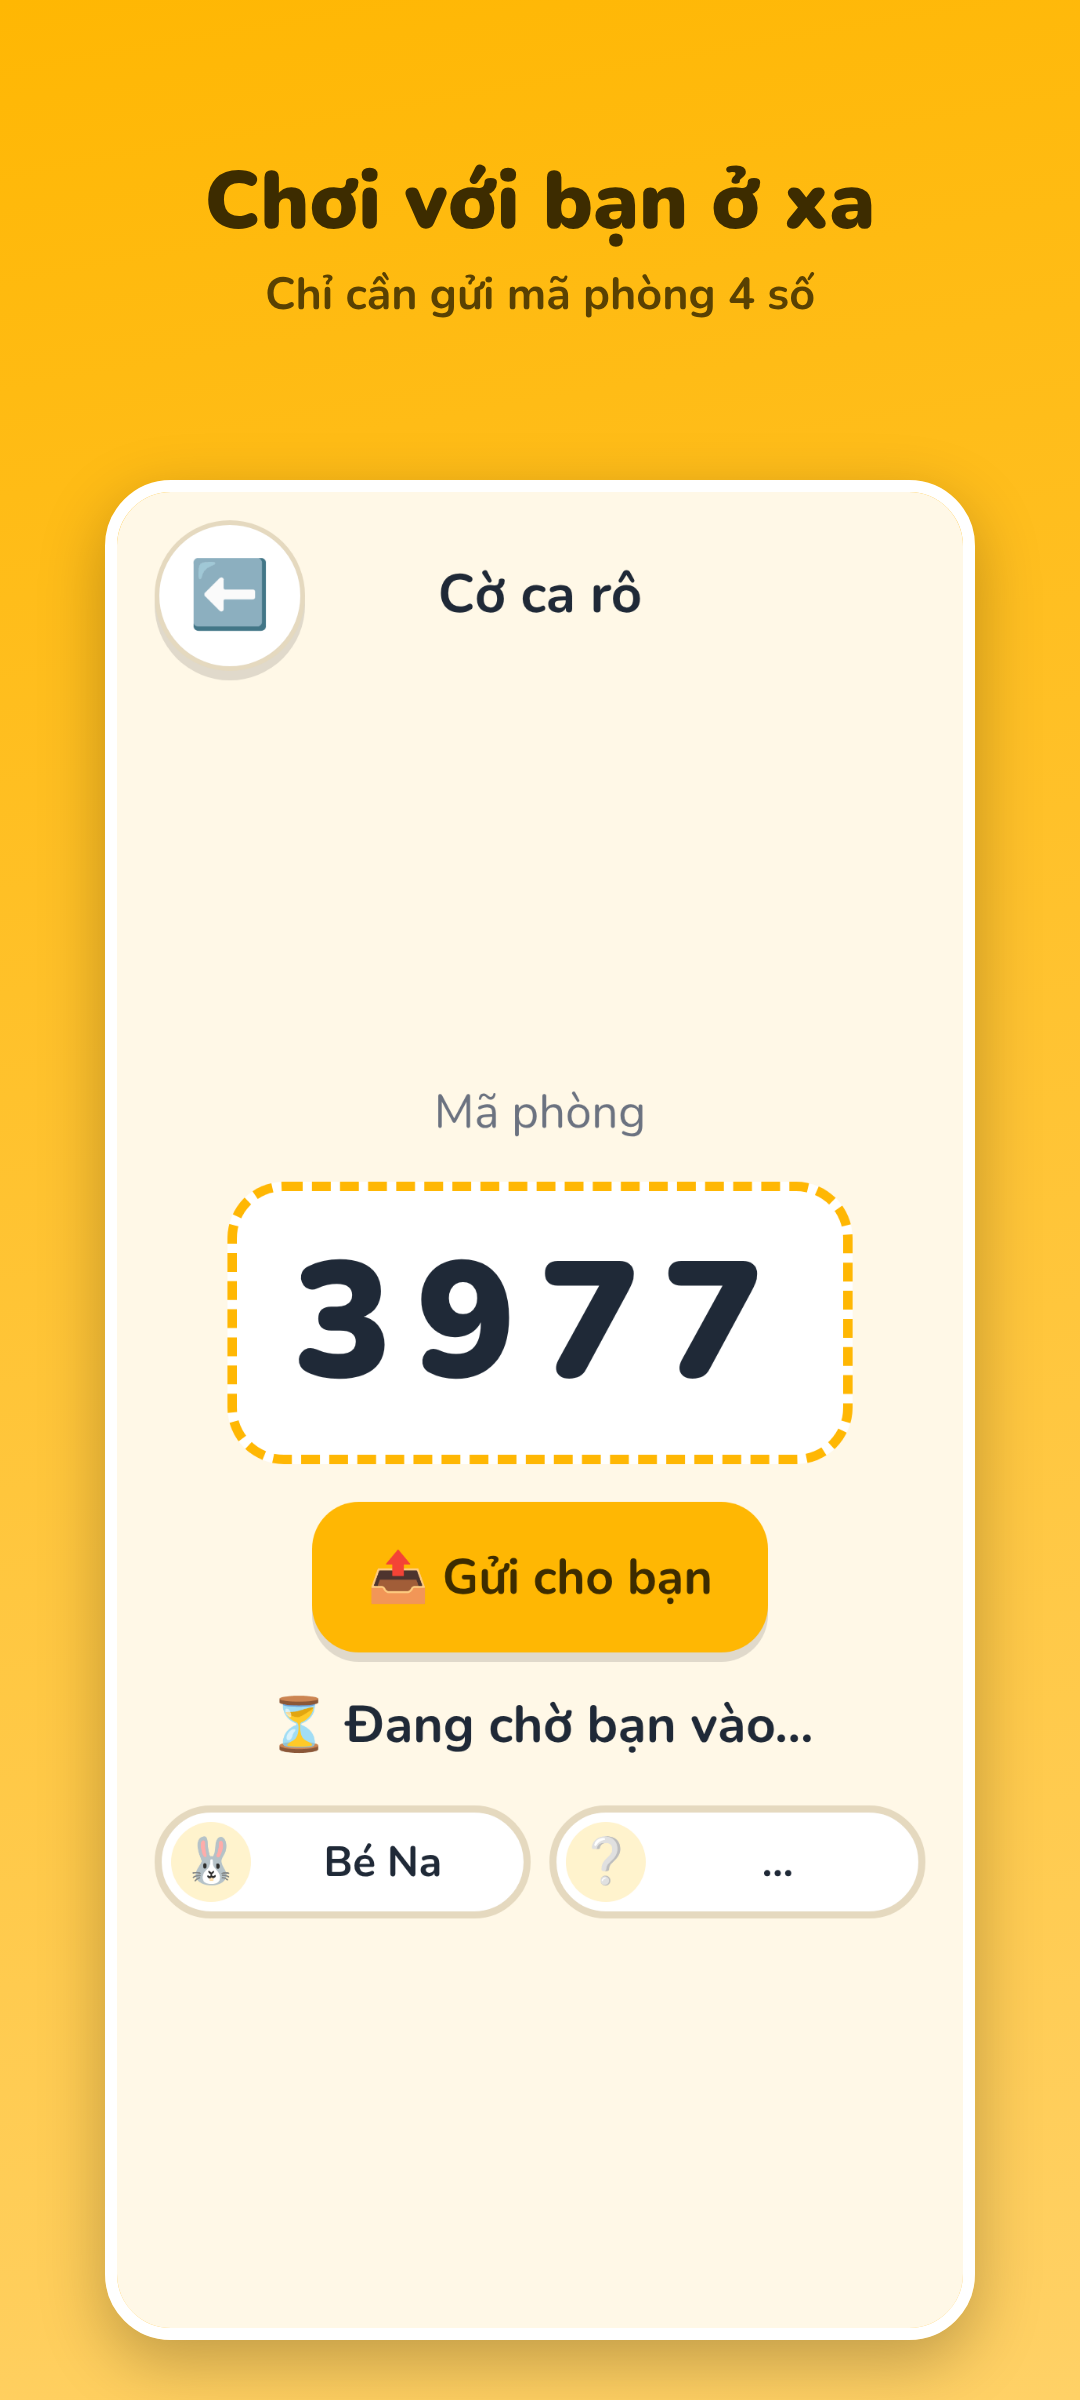 Chơi với bạn ở xa
Chỉ cần gửi mã phòng 4 số
Cờ ca rô
Mã phòng
3977
Gửi cho bạn
Đang chờ bạn vào...
Bé Na
...